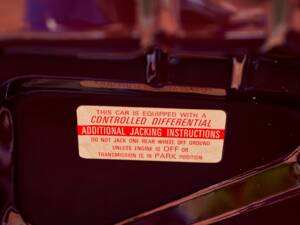 THIS CAR IS EQUIPPED WITH A
CONTROLLED DIFFERENTIAL
ADDITIONAL JACKING INSTRUCTIONS
DO NOT JACK ONE REAR WHEEL OFF GROUND
UNLESS ENGINE IS OFF OR
TRANSMISSION IS IN PARK POSITION